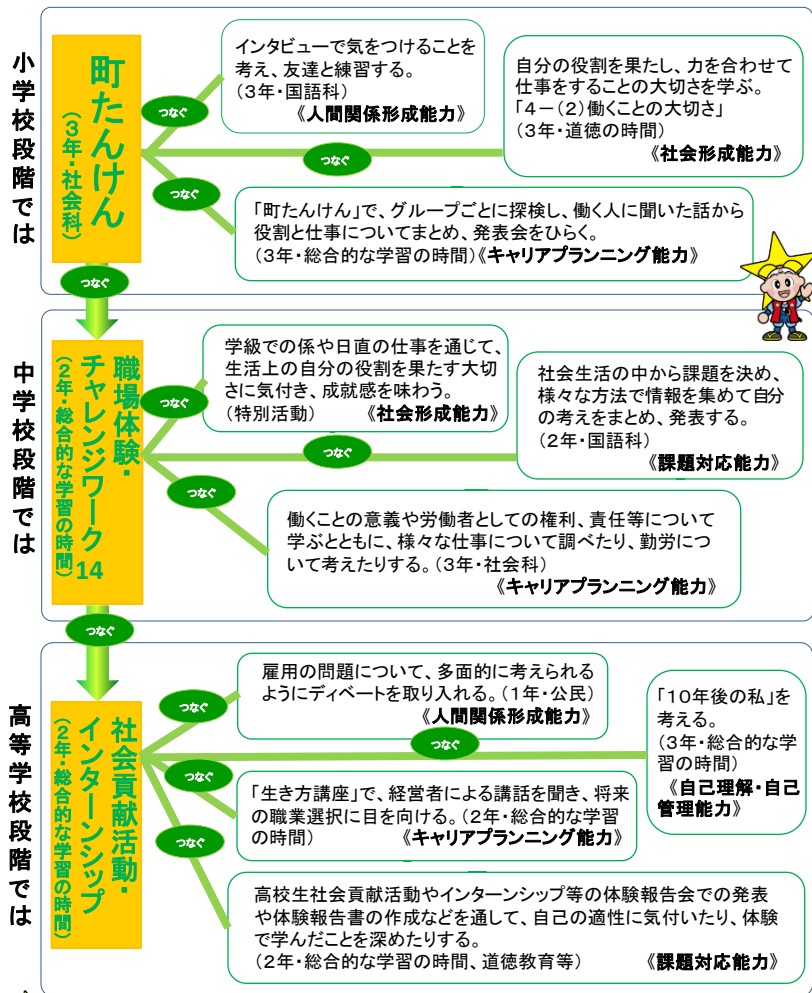 小学校段階では
町たんけん
(3年・社会科)
つなぐ
インタビューで気をつけることを
考え、友達と練習する。
(3年・国語科)
《人間関係形成能力》
つなぐ
自分の役割を果たし、力を合わせて
仕事をすることの大切さを学ぶ。
「4－(2)働くことの大切さ」
(3年・道徳の時間)
《社会形成能力》
つなぐ
「町たんけん」で、グループごとに探検し、働く人に聞いた話から
役割と仕事についてまとめ、発表会をひらく。
(3年・総合的な学習の時間)《キャリアプランニング能力》
つなぐ
中学校段階では
職場体験・
チャレンジワーク14
(2年・総合的な学習の時間)
つなぐ
学級での係や日直の仕事を通じて、
生活上の自分の役割を果たす大切
さに気付き、成就感を味わう。
(特別活動) 《社会形成能力》
つなぐ
社会生活の中から課題を決め、
様々な方法で情報を集めて自分
の考えをまとめ、発表する。
(2年・国語科)
《課題対応能力》
つなぐ
働くことの意義や労働者としての権利、責任等について
学ぶとともに、様々な仕事について調べたり、勤労につ
いて考えたりする。(3年・社会科)
《キャリアプランニング能力》
つなぐ
高等学校段階では
社会貢献活動・
インターンシップ
(2年・総合的な学習の時間)
つなぐ
雇用の問題について、多面的に考えられる
ようにディベートを取り入れる。(1年・公民)
《人間関係形成能力》
つなぐ
「10年後の私」を
考える。
(3年・総合的な学
習の時間)
《自己理解・自己
管理能力》
つなぐ
「生き方講座」で、経営者による講話を聞き、将来
の職業選択に目を向ける。(2年・総合的な学習
の時間) 《キャリアプランニング能力》
つなぐ
高校生社会貢献活動やインターンシップ等の体験報告会での発表
や体験報告書の作成などを通して、自己の適性に気付いたり、体験
で学んだことを深めたりする。
(2年・総合的な学習の時間、道徳教育等) 《課題対応能力》